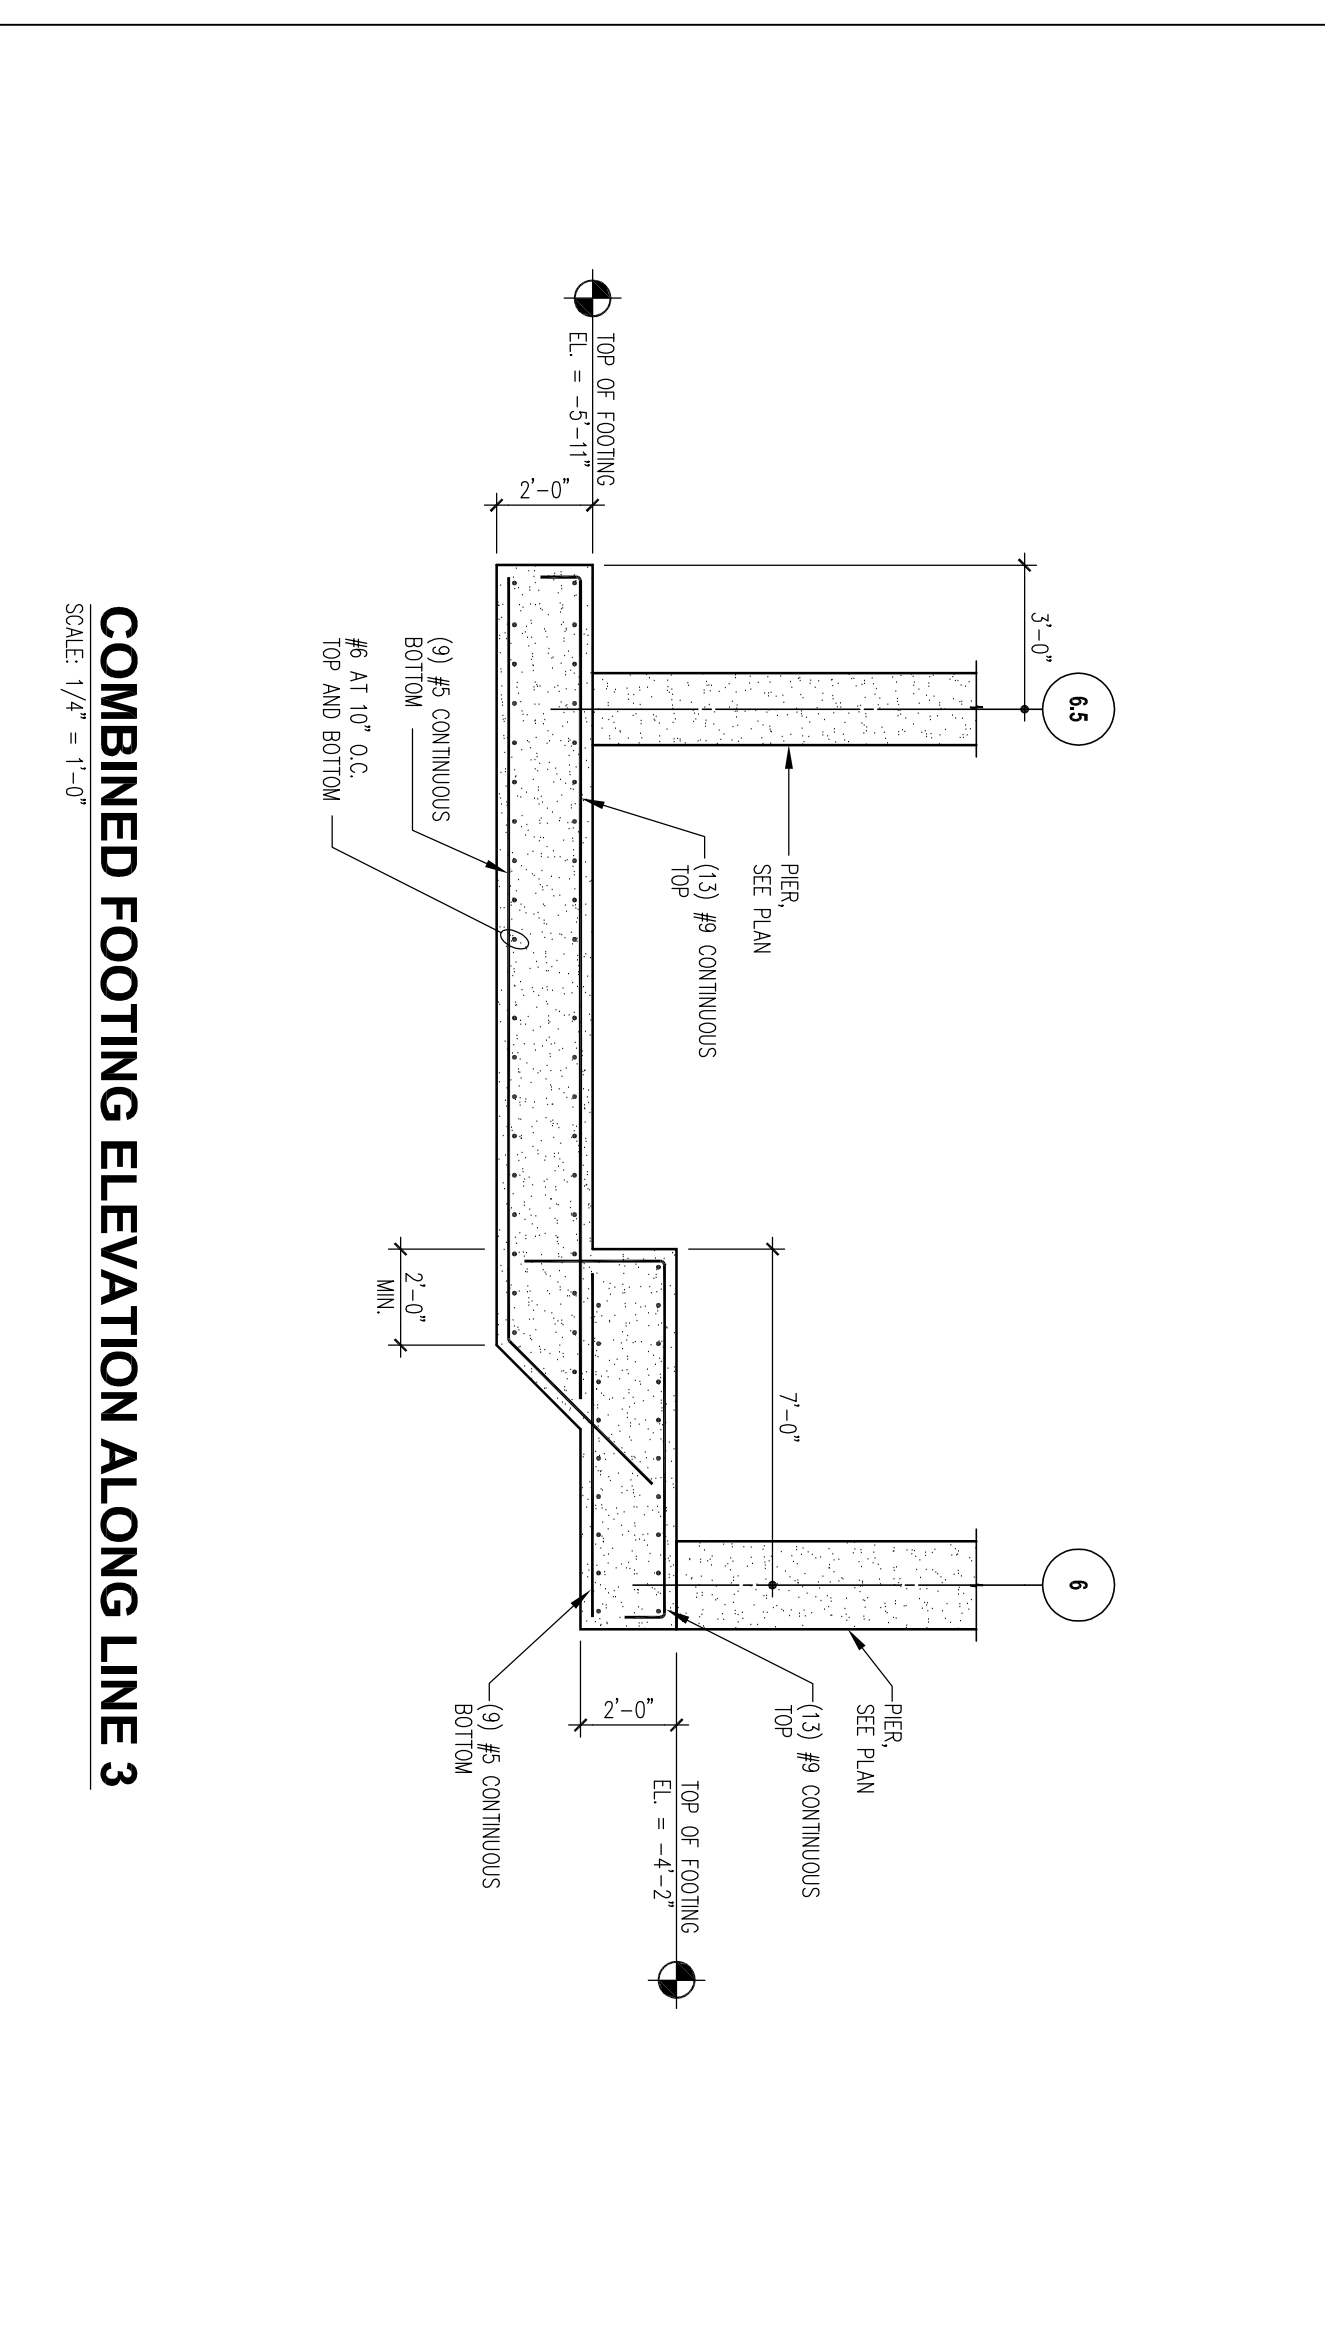 6.5
6
3'-0"
7'-0"
PIER,
SEE PLAN
PIER,
SEE PLAN
(13) #9 CONTINUOUS
TOP
(13) #9 CONTINUOUS
TOP
TOP OF FOOTING
EL. = -5'-11"
2'-0"
TOP OF FOOTING
EL. = -4'-2"
2'-0"
(9) #5 CONTINUOUS
BOTTOM
(9) #5 CONTINUOUS
BOTTOM
2'-0"
MIN.
#6 AT 10" O.C.
TOP AND BOTTOM
COMBINED FOOTING ELEVATION ALONG LINE 3
SCALE: 1/4" = 1'-0"